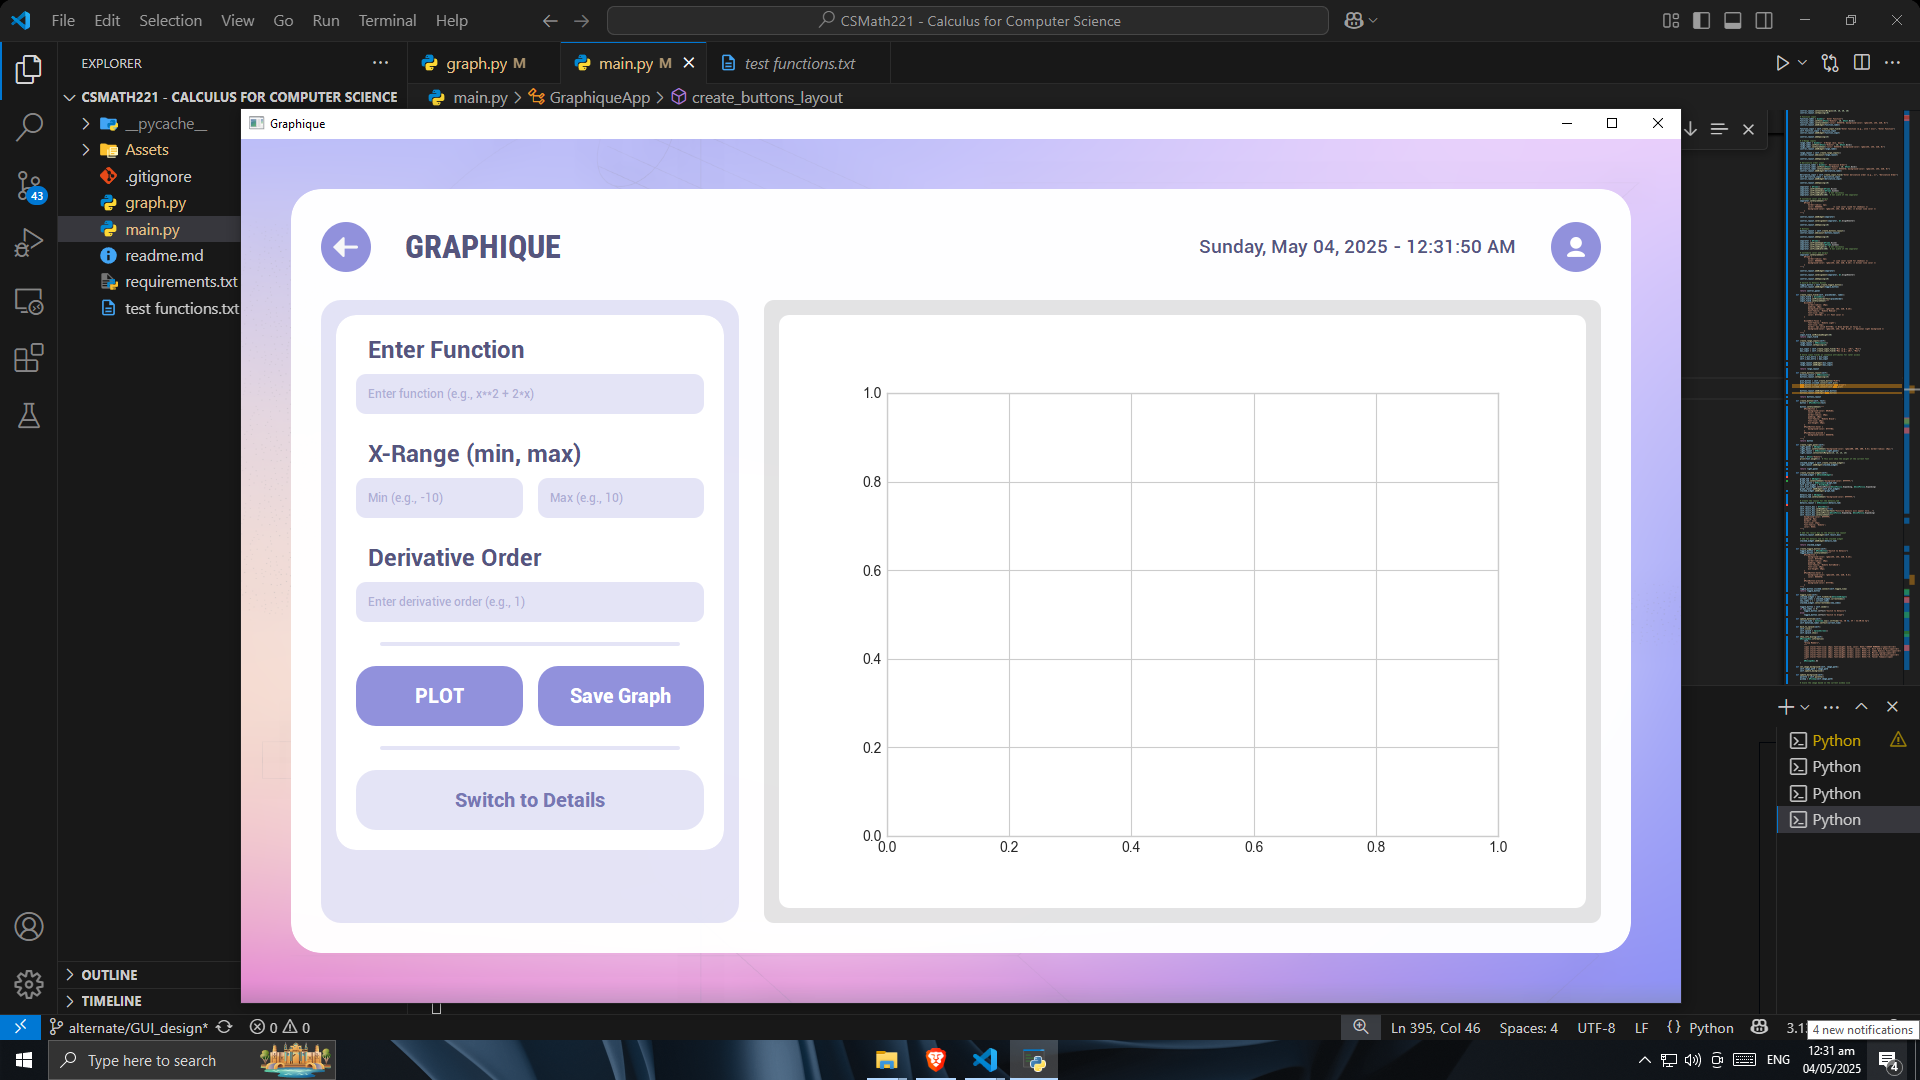 File Edit Selection View Go Run Terminal Help
CSMath221 - Calculus for Computer Science
EXPLORER
graph.py M
main.py M
test functions.txt
CSMATH221 - CALCULUS FOR COMPUTER SCIENCE
main.py > GraphiqueApp > create_buttons_layout
__pycache__
Assets
.gitignore
graph.py
main.py
readme.md
requirements.txt
test functions.txt
43
Graphique
GRAPHIQUE
Sunday, May 04, 2025 - 12:31:50 AM
Enter Function
Enter function (e.g., x**2 + 2*x)
X-Range (min, max)
Min (e.g., -10)
Max (e.g., 10)
Derivative Order
Enter derivative order (e.g., 1)
PLOT
Save Graph
Switch to Details
1.0
0.8
0.6
0.4
0.2
0.0
0.0 0.2 0.4 0.6 0.8 1.0
Python
Python
Python
Python
OUTLINE
TIMELINE
alternate/GUI_design*
0 0
Ln 395, Col 46
Spaces: 4
UTF-8
LF
{ } Python
4 new notifications
Type here to search
ENG
12:31 am
04/05/2025
4